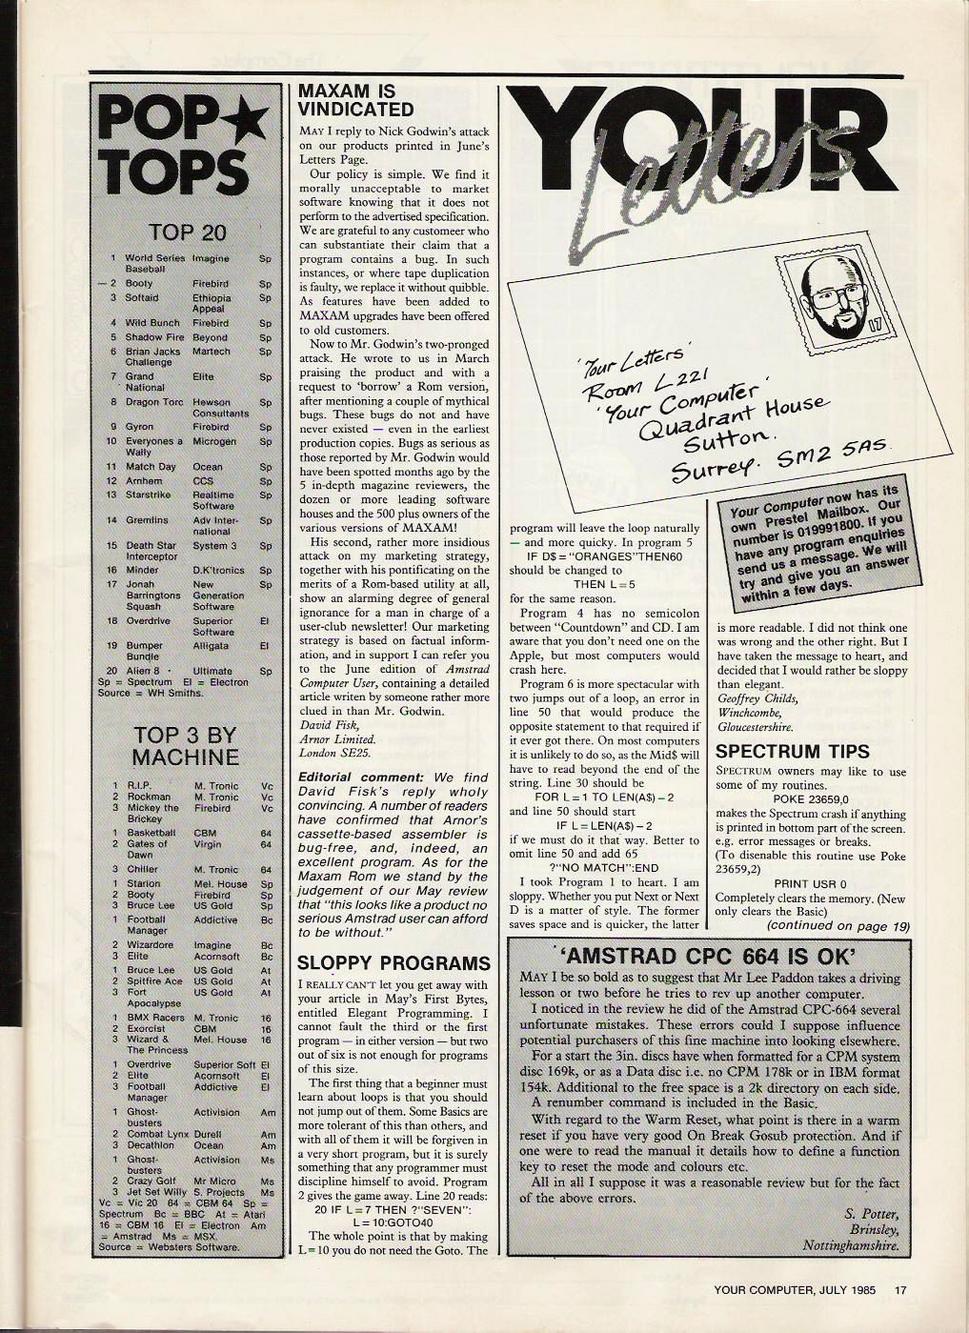 POP★
TOPS
TOP 20
1 World Series Imagine Sp
Baseball
— 2 Booty Firebird Sp
3 Softaid Ethiopia Sp
Appeal
4 Wild Bunch Firebird Sp
5 Shadow Fire Beyond Sp
6 Brian Jacks Martech Sp
Challenge
7 Grand Elite Sp
National
8 Dragon Torc Hewson Sp
Consultants
9 Gyron Firebird Sp
10 Everyones a Microgen Sp
Wally
11 Match Day Ocean Sp
12 Arnhem CCS Sp
13 Starstrike Realtime Sp
Software
14 Gremlins Adv Inter- Sp
national
15 Death Star System 3 Sp
Interceptor
16 Minder D.K'tronics Sp
17 Jonah New Sp
Barringtons Generation
Squash Software
18 Overdrive Superior El
Software
19 Bumper Alligata El
Bundle
20 Alien 8 Ultimate Sp
Sp = Spectrum El = Electron
Source = WH Smiths.
TOP 3 BY
MACHINE
1 R.I.P. M. Tronic Vc
2 Rockman M. Tronic Vc
3 Mickey the Firebird Vc
Brickey
1 Basketball CBM 64
2 Gates of Virgin 64
Dawn
3 Chiller M. Tronic 64
1 Starion Mel. House Sp
2 Booty Firebird Sp
3 Bruce Lee US Gold Sp
1 Football Addictive Bc
Manager
2 Wizardore Imagine Bc
3 Elite Acornsoft Bc
1 Bruce Lee US Gold At
2 Spitfire Ace US Gold At
3 Fort US Gold At
Apocalypse
1 BMX Racers M. Tronic 16
2 Exorcist CBM 16
3 Wizard & Mel. House 16
The Princess
1 Overdrive Superior Soft El
2 Elite Acornsoft El
3 Football Addictive El
Manager
1 Ghost- Activision Am
busters
2 Combat Lynx Durell Am
3 Decathlon Ocean Am
1 Ghost- Activision Ms
busters
2 Crazy Golf Mr Micro Ms
3 Jet Set Willy S. Projects Ms
Vc = Vic 20 64 = CBM 64 Sp =
Spectrum Bc = BBC At = Atari
16 = CBM 16 El = Electron Am
= Amstrad Ms = MSX.
Source = Websters Software.
MAXAM IS
VINDICATED
MAY I reply to Nick Godwin's attack
on our products printed in June's
Letters Page.
Our policy is simple. We find it
morally unacceptable to market
software knowing that it does not
perform to the advertised specification.
We are grateful to any customeer who
can substantiate their claim that a
program contains a bug. In such
instances, or where tape duplication
is faulty, we replace it without quibble.
As features have been added to
MAXAM upgrades have been offered
to old customers.
Now to Mr. Godwin's two-pronged
attack. He wrote to us in March
praising the product and with a
request to 'borrow' a Rom version,
after mentioning a couple of mythical
bugs. These bugs do not and have
never existed — even in the earliest
production copies. Bugs as serious as
those reported by Mr. Godwin would
have been spotted months ago by the
5 in-depth magazine reviewers, the
dozen or more leading software
houses and the 500 plus owners of the
various versions of MAXAM!
His second, rather more insidious
attack on my marketing strategy,
together with his pontificating on the
merits of a Rom-based utility at all,
show an alarming degree of general
ignorance for a man in charge of a
user-club newsletter! Our marketing
strategy is based on factual inform-
ation, and in support I can refer you
to the June edition of Amstrad
Computer User, containing a detailed
article writen by someone rather more
clued in than Mr. Godwin.
David Fisk,
Arnor Limited.
London SE25.
Editorial comment: We find
David Fisk's reply wholy
convincing. A number of readers
have confirmed that Arnor's
cassette-based assembler is
bug-free, and, indeed, an
excellent program. As for the
Maxam Rom we stand by the
judgement of our May review
that "this looks like a product no
serious Amstrad user can afford
to be without."
SLOPPY PROGRAMS
I REALLY CAN'T let you get away with
your article in May's First Bytes,
entitled Elegant Programming. I
cannot fault the third or the first
program — in either version — but two
out of six is not enough for programs
of this size.
The first thing that a beginner must
learn about loops is that you should
not jump out of them. Some Basics are
more tolerant of this than others, and
with all of them it will be forgiven in
a very short program, but it is surely
something that any programmer must
discipline himself to avoid. Program
2 gives the game away. Line 20 reads:
20 IF L=7 THEN ?"SEVEN":
L=10:GOTO40
The whole point is that by making
L=10 you do not need the Goto. The
YOUR
Letters
17
'Your Letters'
Room L221
'Your Computer'
Quadrant House
Sutton.
Surrey. SM2 5AS.
program will leave the loop naturally
— and more quicky. In program 5
IF D$="ORANGES"THEN60
should be changed to
THEN L=5
for the same reason.
Program 4 has no semicolon
between "Countdown" and CD. I am
aware that you don't need one on the
Apple, but most computers would
crash here.
Program 6 is more spectacular with
two jumps out of a loop, an error in
line 50 that would produce the
opposite statement to that required if
it ever got there. On most computers
it is unlikely to do so, as the Mid$ will
have to read beyond the end of the
string. Line 30 should be
FOR L=1 TO LEN(A$)-2
and line 50 should start
IF L=LEN(A$)-2
if we must do it that way. Better to
omit line 50 and add 65
?"NO MATCH":END
I took Program 1 to heart. I am
sloppy. Whether you put Next or Next
D is a matter of style. The former
saves space and is quicker, the latter
Your Computer now has its
own Prestel Mailbox. Our
number is 019991800. If you
have any program enquiries
send us a message. We will
try and give you an answer
within a few days.
is more readable. I did not think one
was wrong and the other right. But I
have taken the message to heart, and
decided that I would rather be sloppy
than elegant.
Geoffrey Childs,
Winchcombe,
Gloucestershire.
SPECTRUM TIPS
SPECTRUM owners may like to use
some of my routines.
POKE 23659,0
makes the Spectrum crash if anything
is printed in bottom part of the screen.
e.g. error messages or breaks.
(To disenable this routine use Poke
23659,2)
PRINT USR 0
Completely clears the memory. (New
only clears the Basic)
(continued on page 19)
'AMSTRAD CPC 664 IS OK'
MAY I be so bold as to suggest that Mr Lee Paddon takes a driving
lesson or two before he tries to rev up another computer.
I noticed in the review he did of the Amstrad CPC-664 several
unfortunate mistakes. These errors could I suppose influence
potential purchasers of this fine machine into looking elsewhere.
For a start the 3in. discs have when formatted for a CPM system
disc 169k, or as a Data disc i.e. no CPM 178k or in IBM format
154k. Additional to the free space is a 2k directory on each side.
A renumber command is included in the Basic.
With regard to the Warm Reset, what point is there in a warm
reset if you have very good On Break Gosub protection. And if
one were to read the manual it details how to define a function
key to reset the mode and colours etc.
All in all I suppose it was a reasonable review but for the fact
of the above errors.
S. Potter,
Brinsley,
Nottinghamshire.
YOUR COMPUTER, JULY 1985 17